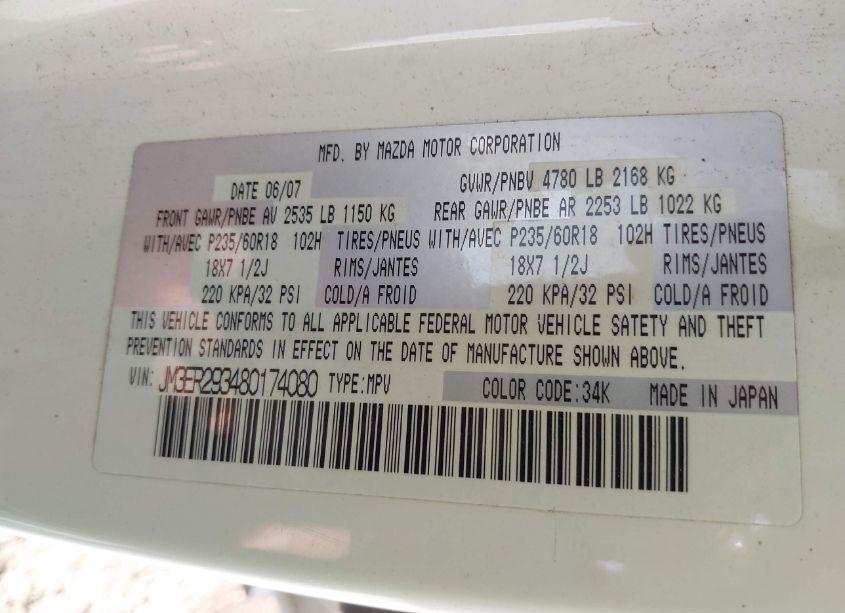 MFD. BY MAZDA MOTOR CORPORATION
DATE 06/07 GVWR/PNBV 4780 LB 2168 KG
FRONT GAWR/PNBE AV 2535 LB 1150 KG REAR GAWR/PNBE AR 2253 LB 1022 KG
WITH/AVEC P235/60R18 102H TIRES/PNEUS WITH/AVEC P235/60R18 102H TIRES/PNEUS
18X7 1/2J RIMS/JANTES 18X7 1/2J RIMS/JANTES
220 KPA/32 PSI COLD/A FROID 220 KPA/32 PSI COLD/A FROID
THIS VEHICLE CONFORMS TO ALL APPLICABLE FEDERAL MOTOR VEHICLE SAFETY AND THEFT
PREVENTION STANDARDS IN EFFECT ON THE DATE OF MANUFACTURE SHOWN ABOVE.
VIN: JM3ER293480174080 TYPE:MPV COLOR CODE:34K MADE IN JAPAN